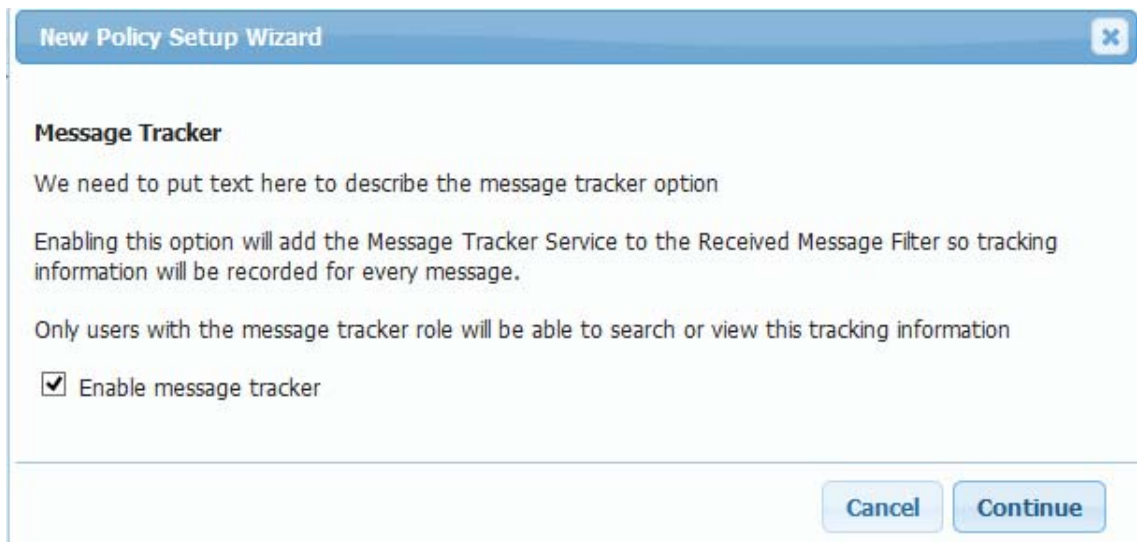 New Policy Setup Wizard
Message Tracker
We need to put text here to describe the message tracker option
Enabling this option will add the Message Tracker Service to the Received Message Filter so tracking
information will be recorded for every message.
Only users with the message tracker role will be able to search or view this tracking information
Enable message tracker
Cancel Continue